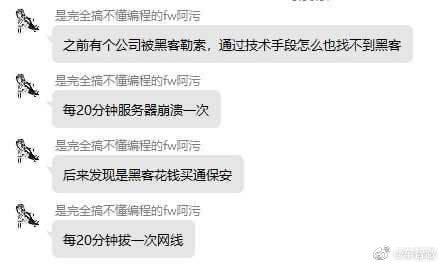 是完全搞不懂编程的fw阿污
之前有个公司被黑客勒索，通过技术手段怎么也找不到黑客
是完全搞不懂编程的fw阿污
每20分钟服务器崩溃一次
是完全搞不懂编程的fw阿污
后来发现是黑客花钱买通保安
是完全搞不懂编程的fw阿污
每20分钟拔一次网线